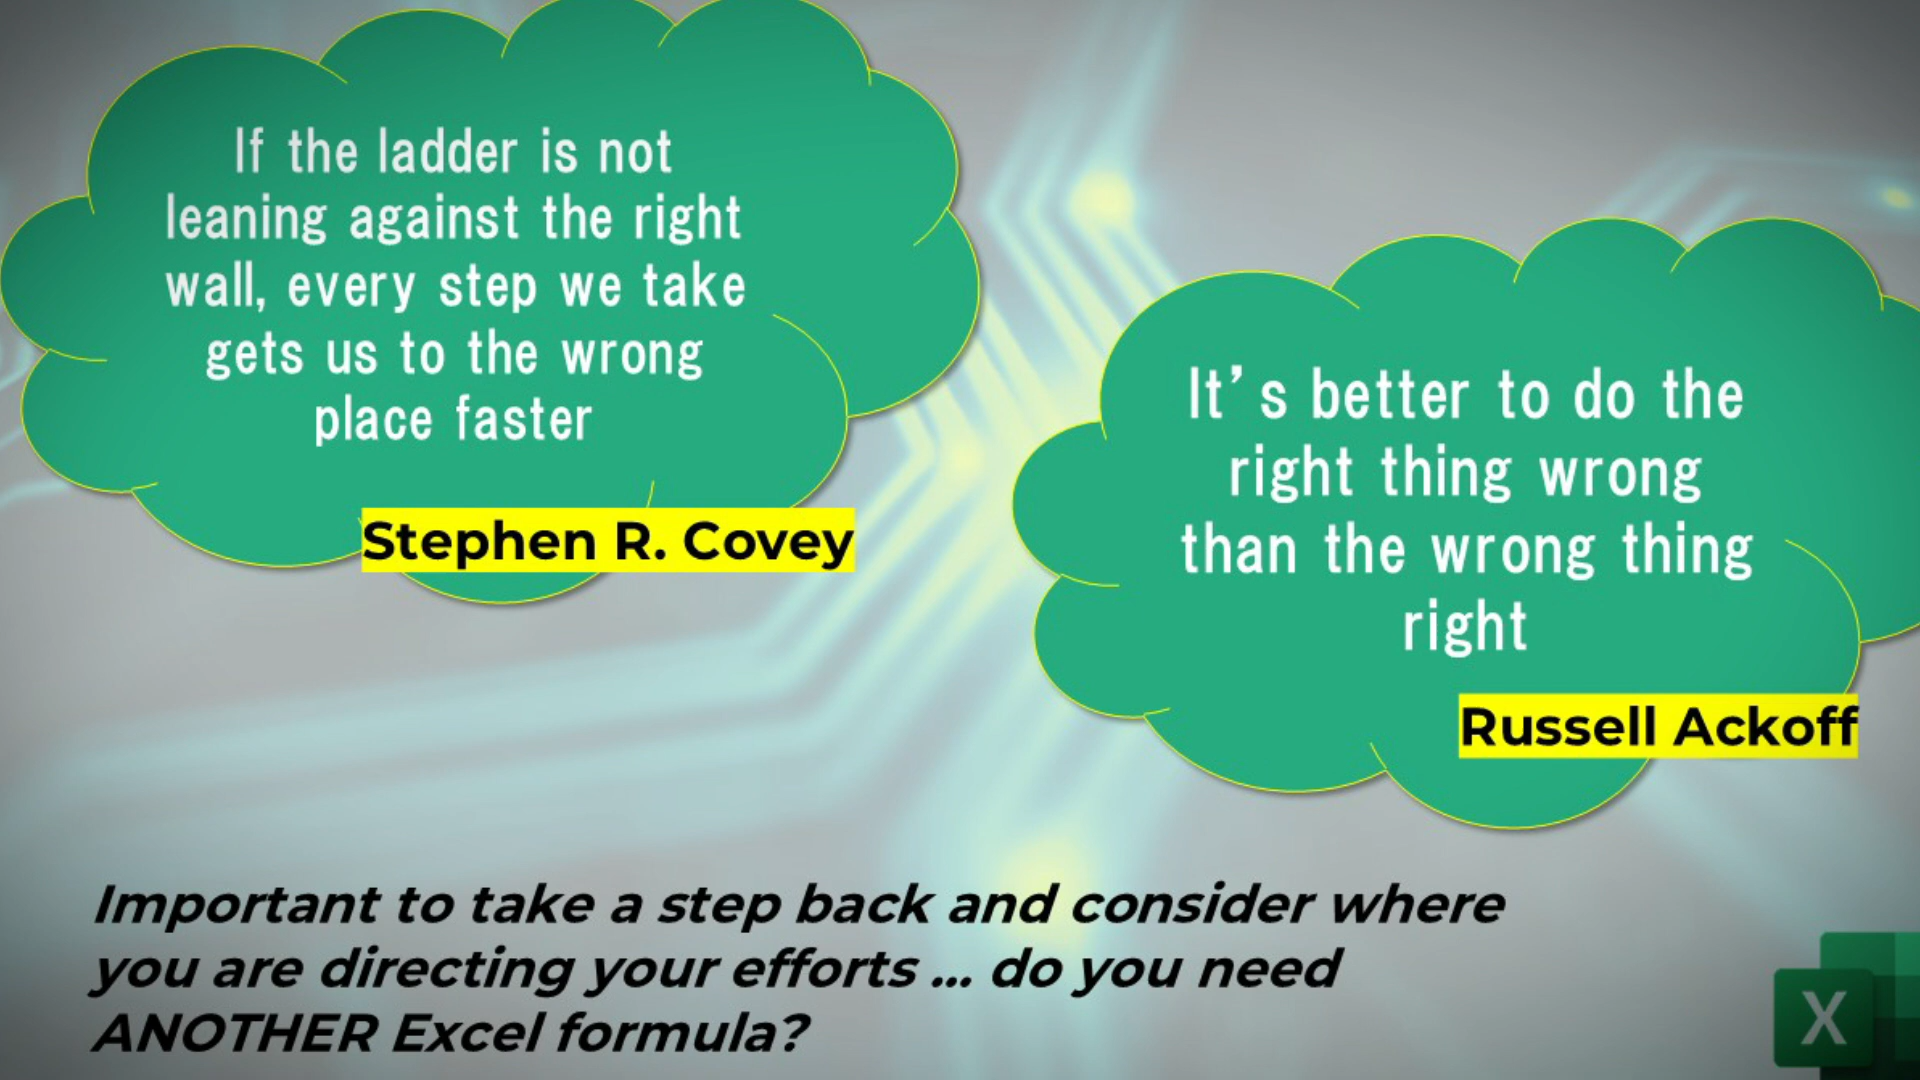 If the ladder is not
leaning against the right
wall, every step we take
gets us to the wrong
place faster
Stephen R. Covey
It’s better to do the
right thing wrong
than the wrong thing
right
Russell Ackoff
Important to take a step back and consider where
you are directing your efforts ... do you need
ANOTHER Excel formula?
X